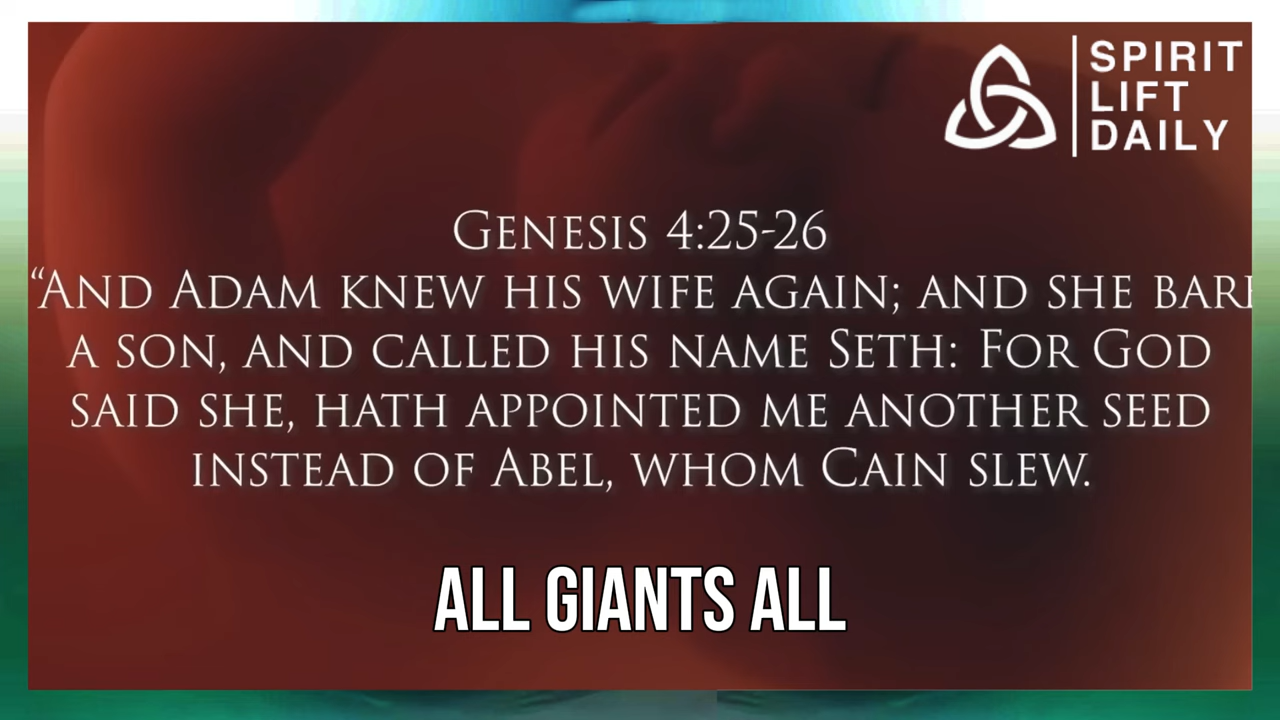 SPIRIT
LIFT
DAILY
GENESIS 4:25-26
“AND ADAM KNEW HIS WIFE AGAIN; AND SHE BARE
A SON, AND CALLED HIS NAME SETH: FOR GOD
SAID SHE, HATH APPOINTED ME ANOTHER SEED
INSTEAD OF ABEL, WHOM CAIN SLEW.
ALL GIANTS ALL